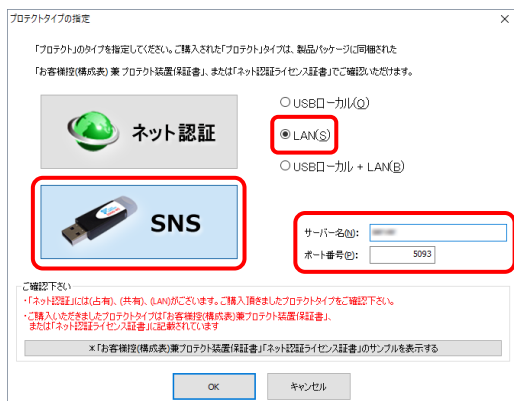 プロテクトタイプの指定
「プロテクト」のタイプを指定してください。ご購入された「プロテクト」タイプは、製品パッケージに同梱された
「お客様控(構成表) 兼 プロテクト装置保証書」、または「ネット認証ライセンス証書」でご確認いただけます。
ネット認証
USBローカル(O)
LAN(S)
USBローカル + LAN(B)
SNS
サーバー名(N):
ポート番号(P): 5093
ご確認下さい
・「ネット認証」には(占有)、(共有)、(LAN)がございます。ご購入頂きましたプロテクトタイプをご確認下さい。
・ご購入いただきましたプロテクトタイプは「お客様控(構成表)兼プロテクト装置保証書」、
または「ネット認証ライセンス証書」に記載されています
＊「お客様控(構成表)兼プロテクト装置保証書」「ネット認証ライセンス証書」のサンプルを表示する
OK
キャンセル